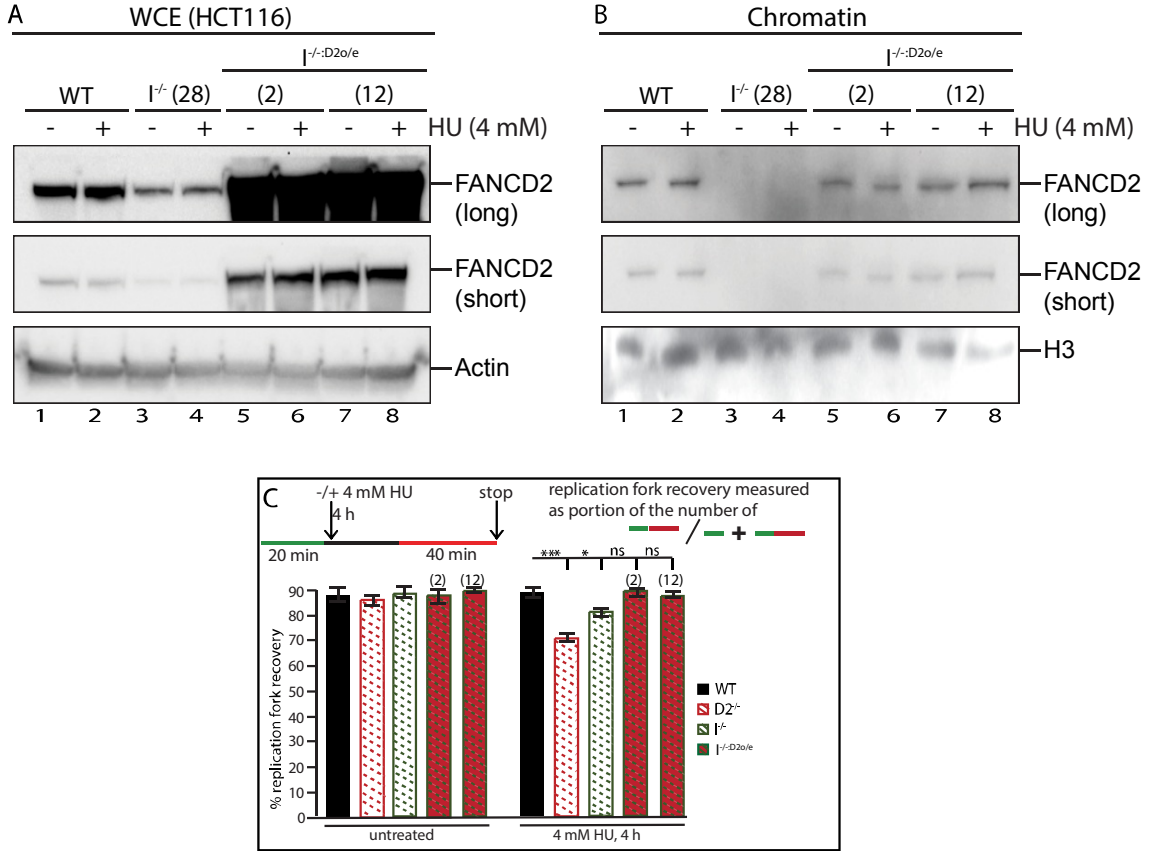 A
WCE (HCT116)
I-/-:D2o/e
WT I-/- (28) (2) (12)
- + - + - + - + HU (4 mM)
FANCD2
(long)
FANCD2
(short)
Actin
1 2 3 4 5 6 7 8
B
Chromatin
I-/-:D2o/e
WT I-/- (28) (2) (12)
- + - + - + - + HU (4 mM)
FANCD2
(long)
FANCD2
(short)
H3
1 2 3 4 5 6 7 8
C
-/+ 4 mM HU
4 h
stop
20 min
40 min
replication fork recovery measured
as portion of the number of
/ +
*** * ns ns
(2) (12) (2) (12)
% replication fork recovery
90
80
70
60
50
40
30
20
10
0
untreated
4 mM HU, 4 h
WT
D2-/-
I-/-
I-/-:D2o/e